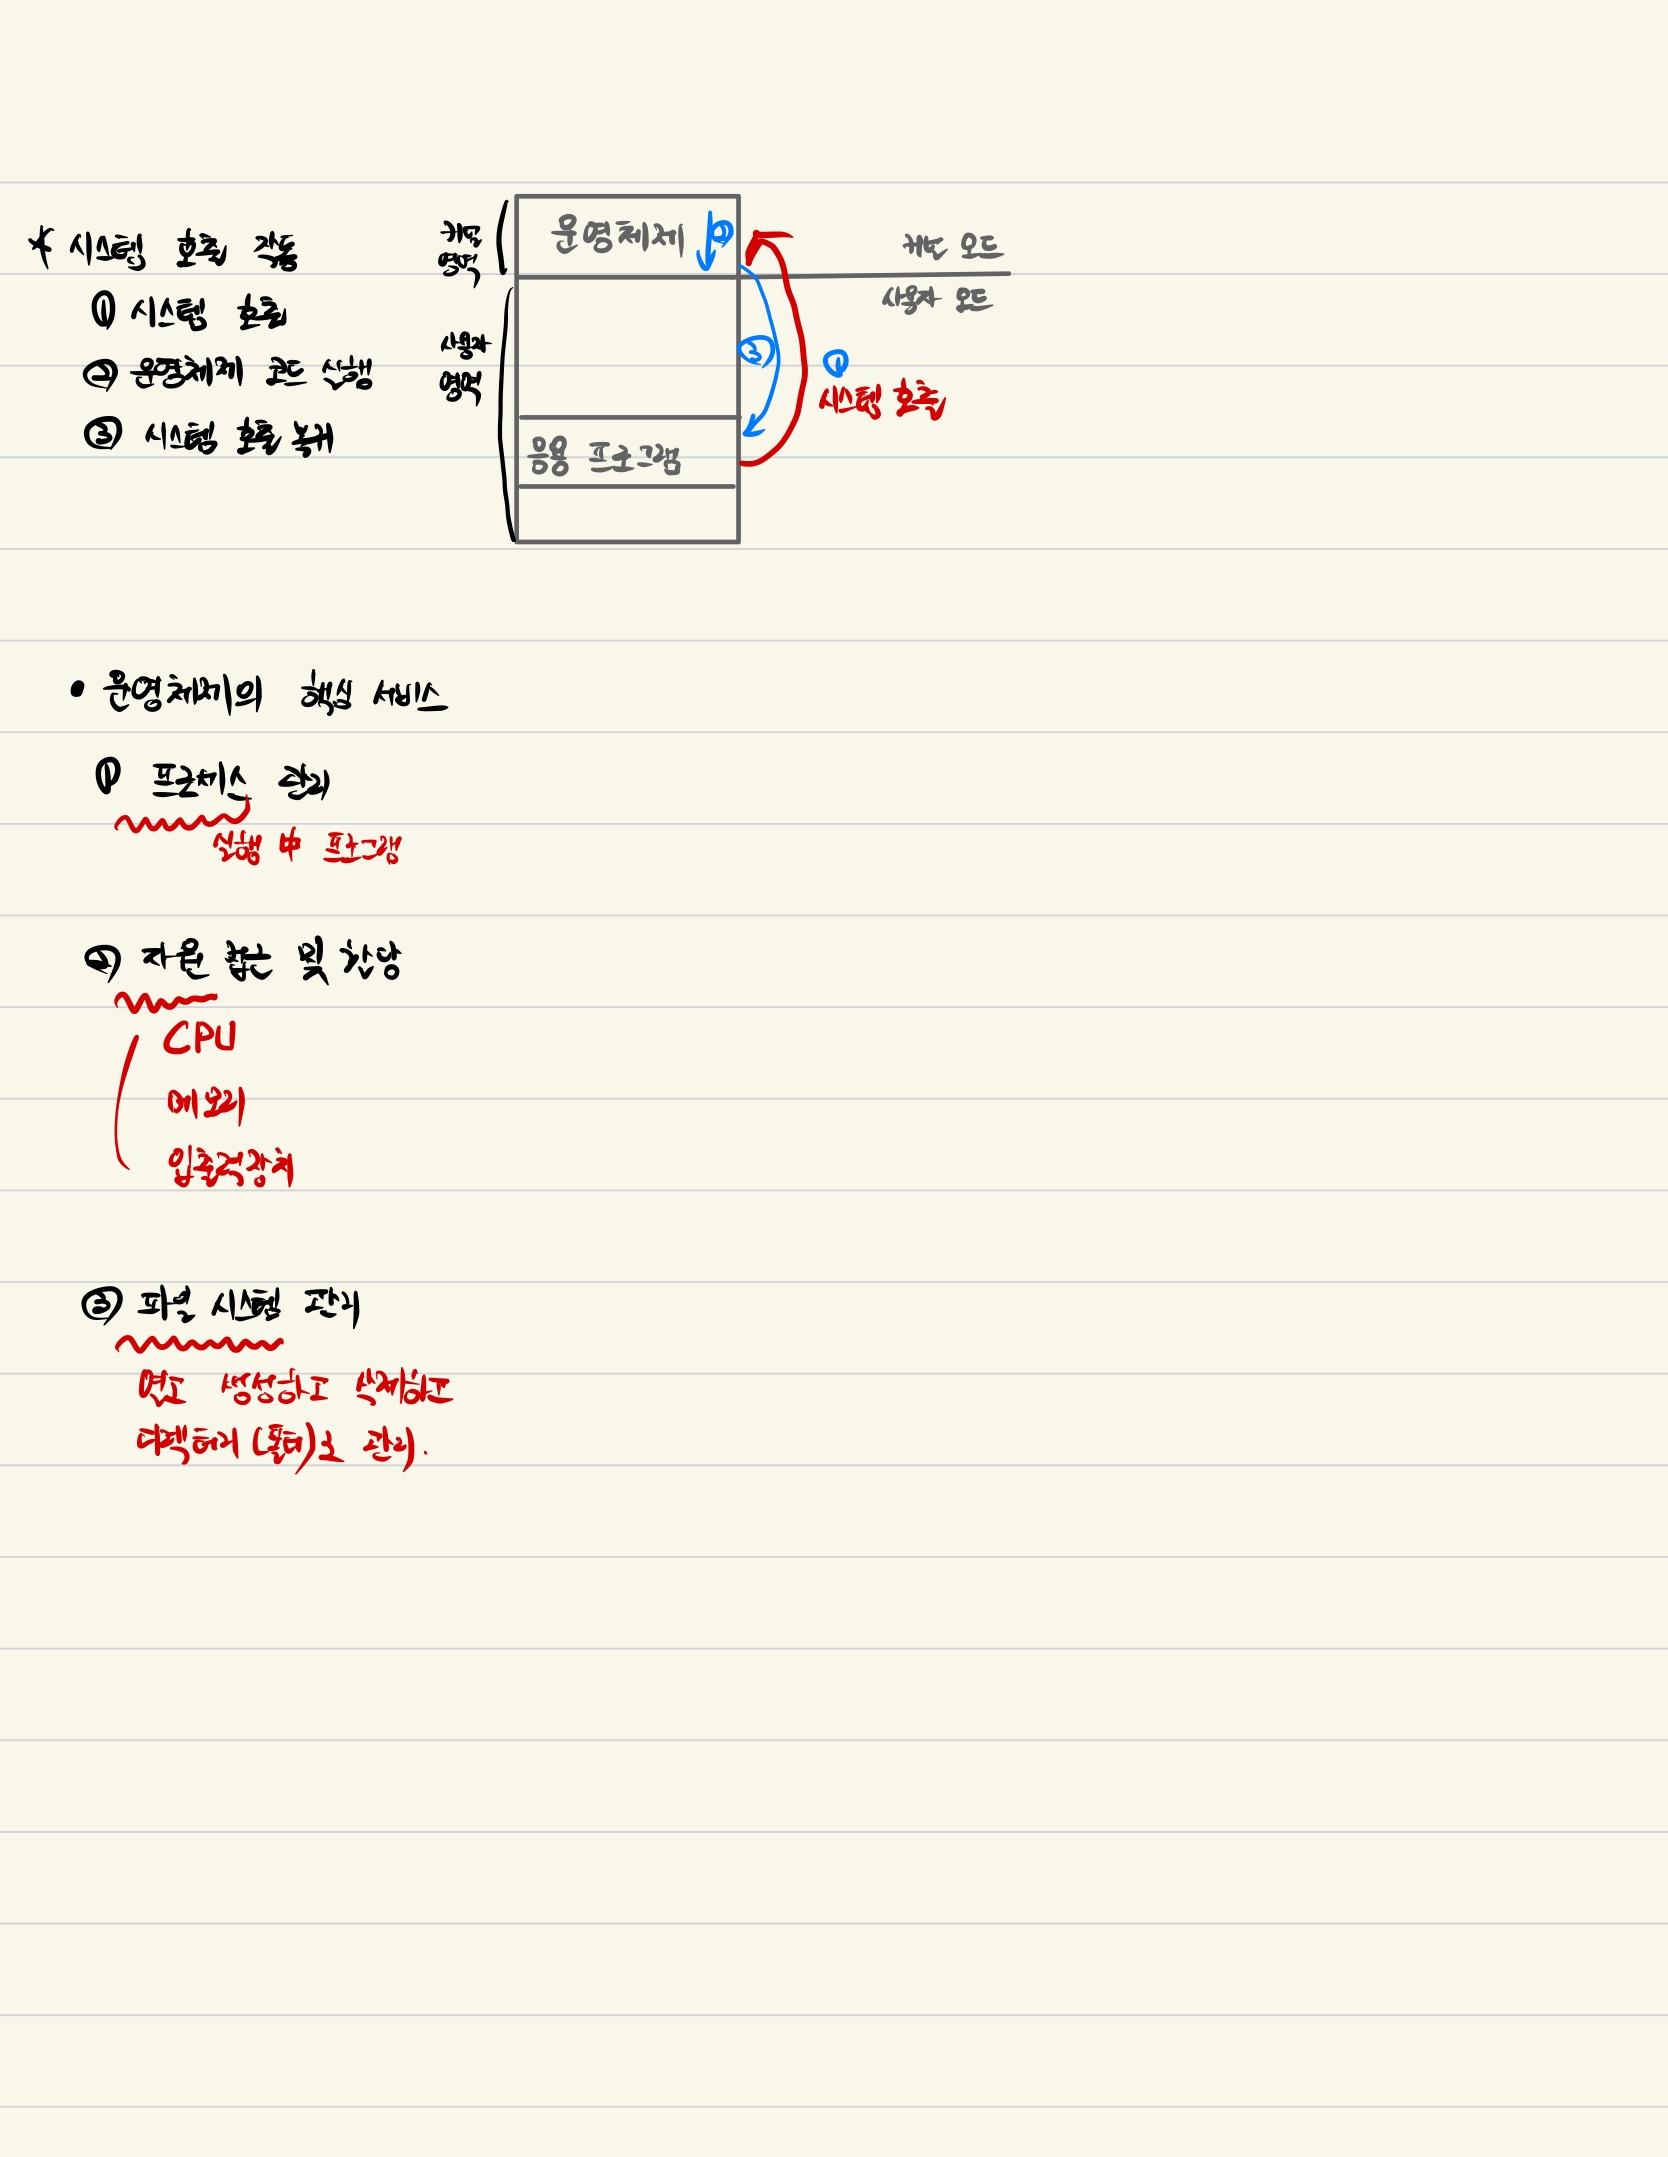 * 시스템 호출 작동
① 시스템 호출
② 운영체제 코드 실행
③ 시스템 호출 복귀
커널
영역
사용자
영역
운영체제 ②
응용 프로그램
③
커널 모드
사용자 모드
①
시스템 호출
• 운영체제의 핵심 서비스
① 프로세스 관리
실행 中 프로그램
② 자원 접근 및 할당
CPU
메모리
입출력장치
③ 파일 시스템 관리
열고 생성하고 삭제하고
디렉터리 (폴더)로 관리.